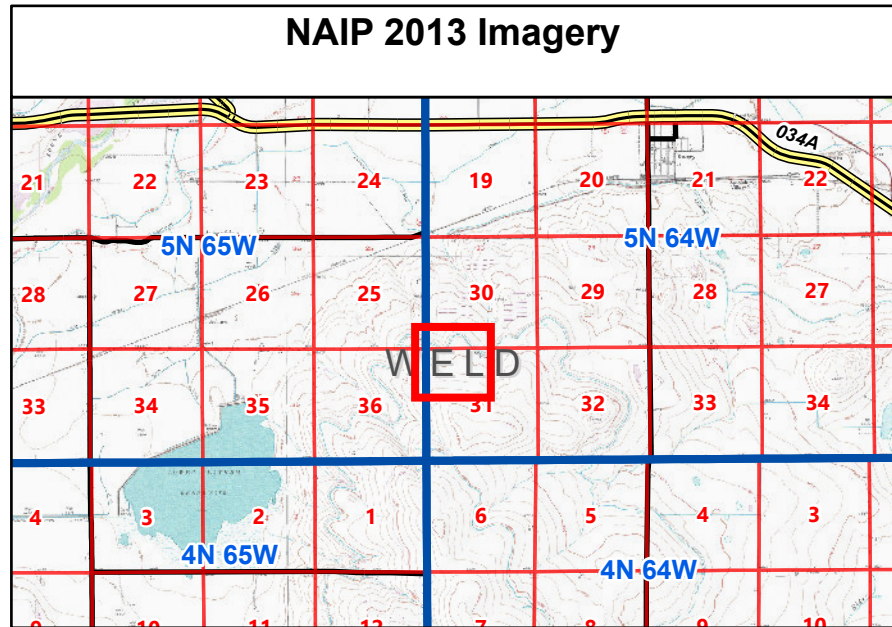 NAIP 2013 Imagery
034A
21 22 23 24 19 20 21 22
5N 65W 5N 64W
28 27 26 25 30 29 28 27
W E L D
33 34 35 36 31 32 33 34
4 3 2 1 6 5 4 3
4N 65W 4N 64W
9 10 11 12 7 8 9 10